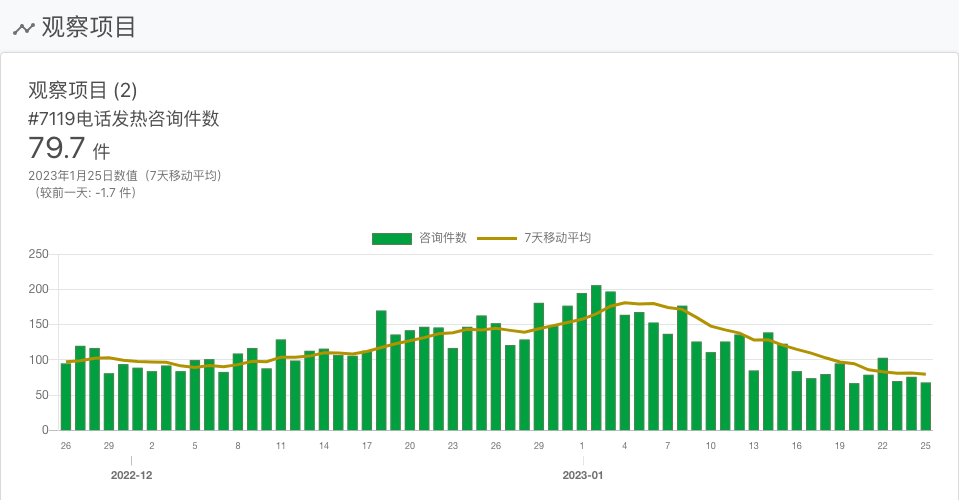 观察项目
观察项目 (2)
#7119电话发热咨询件数
79.7 件
2023年1月25日数值（7天移动平均）
（较前一天: -1.7 件）
咨询件数 7天移动平均
250
200
150
100
50
0
26 29 2 5 8 11 14 17 20 23 26 29 1 4 7 10 13 16 19 22 25
2022-12 2023-01